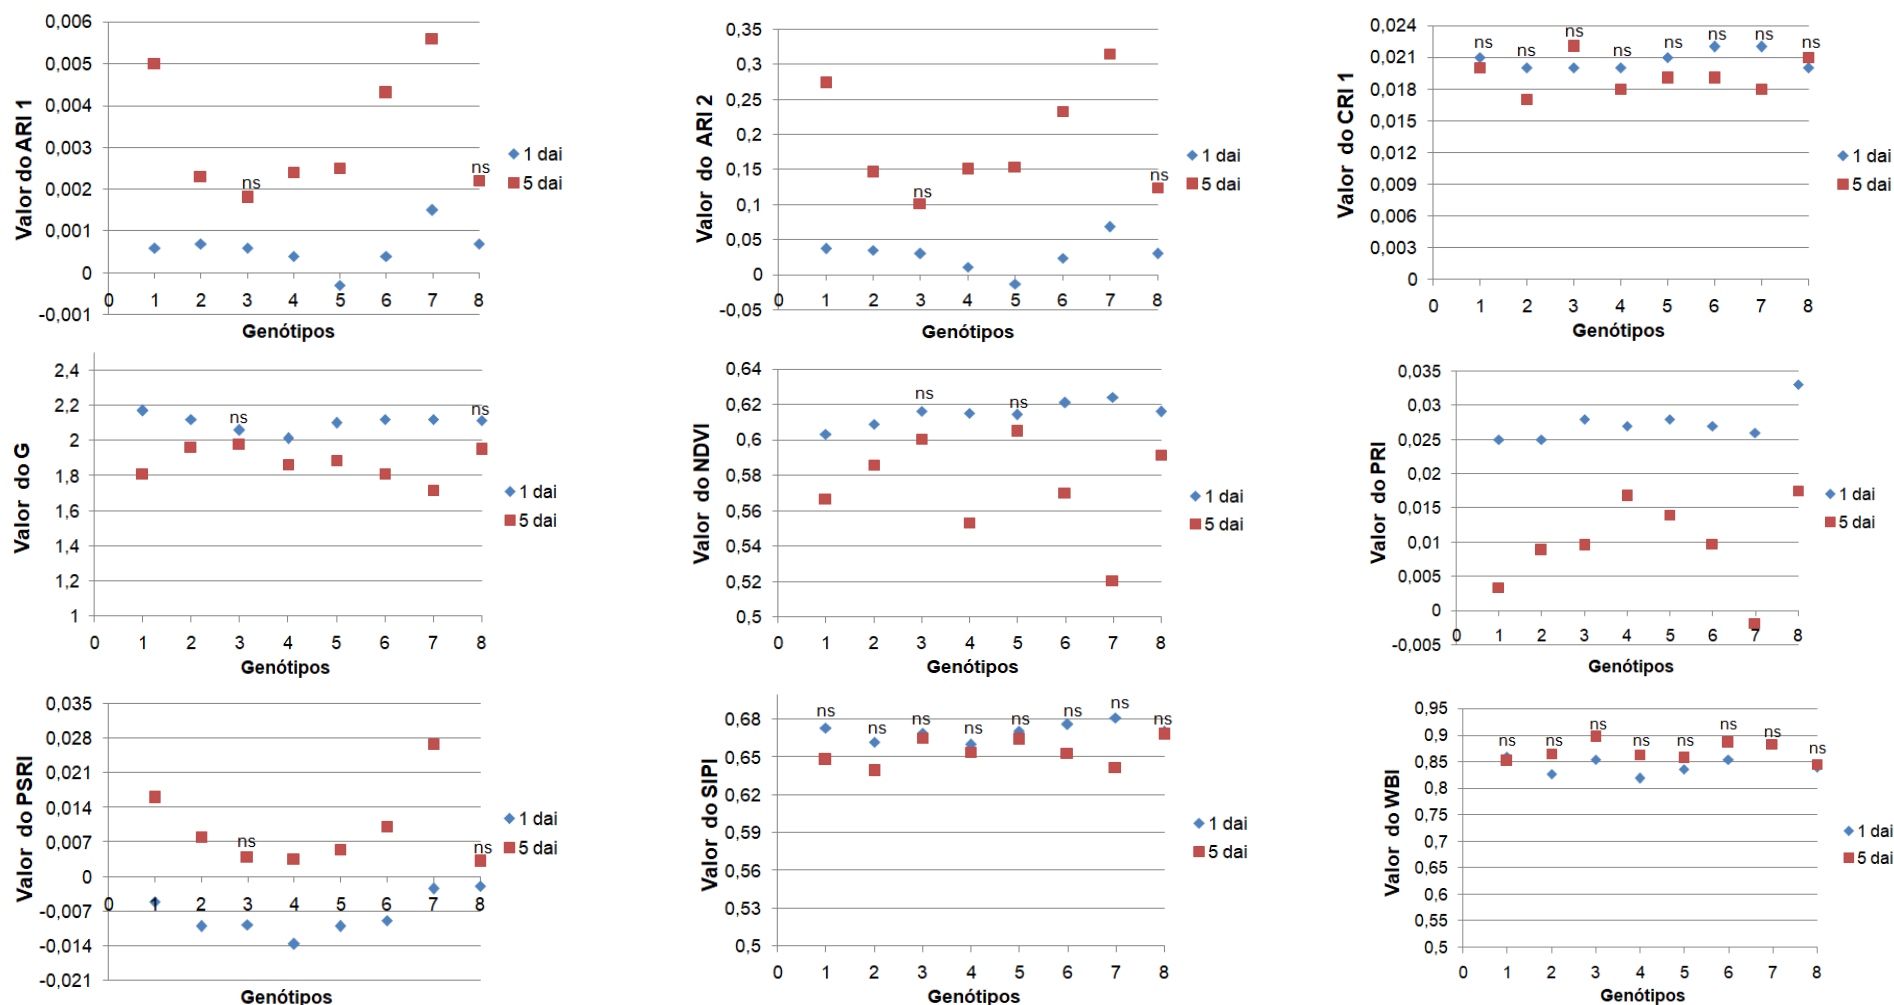 Valor do ARI 1
0,006
0,005
0,004
0,003
0,002
0,001
0
-0,001
ns
ns
0 1 2 3 4 5 6 7 8
Genótipos
1 dai
5 dai
Valor do ARI 2
0,35
0,3
0,25
0,2
0,15
0,1
0,05
0
-0,05
ns
ns
0 1 2 3 4 5 6 7 8
Genótipos
1 dai
5 dai
Valor do CRI 1
0,024
0,021
0,018
0,015
0,012
0,009
0,006
0,003
0
ns ns ns ns ns ns ns ns
0 1 2 3 4 5 6 7 8
Genótipos
1 dai
5 dai
Valor do G
2,4
2,2
2
1,8
1,6
1,4
1,2
1
ns
ns
0 1 2 3 4 5 6 7 8
Genótipos
1 dai
5 dai
Valor do NDVI
0,64
0,62
0,6
0,58
0,56
0,54
0,52
0,5
ns
ns
0 1 2 3 4 5 6 7 8
Genótipos
1 dai
5 dai
Valor do PRI
0,035
0,03
0,025
0,02
0,015
0,01
0,005
0
-0,005
0 1 2 3 4 5 6 7 8
Genótipos
1 dai
5 dai
Valor do PSRI
0,035
0,028
0,021
0,014
0,007
0
-0,007
-0,014
-0,021
ns
ns
0 1 2 3 4 5 6 7 8
Genótipos
1 dai
5 dai
Valor do SIPI
0,68
0,65
0,62
0,59
0,56
0,53
0,5
ns ns ns ns ns ns ns ns
0 1 2 3 4 5 6 7 8
Genótipos
1 dai
5 dai
Valor do WBI
0,95
0,9
0,85
0,8
0,75
0,7
0,65
0,6
0,55
0,5
ns ns ns ns ns ns ns ns
0 1 2 3 4 5 6 7 8
Genótipos
1 dai
5 dai